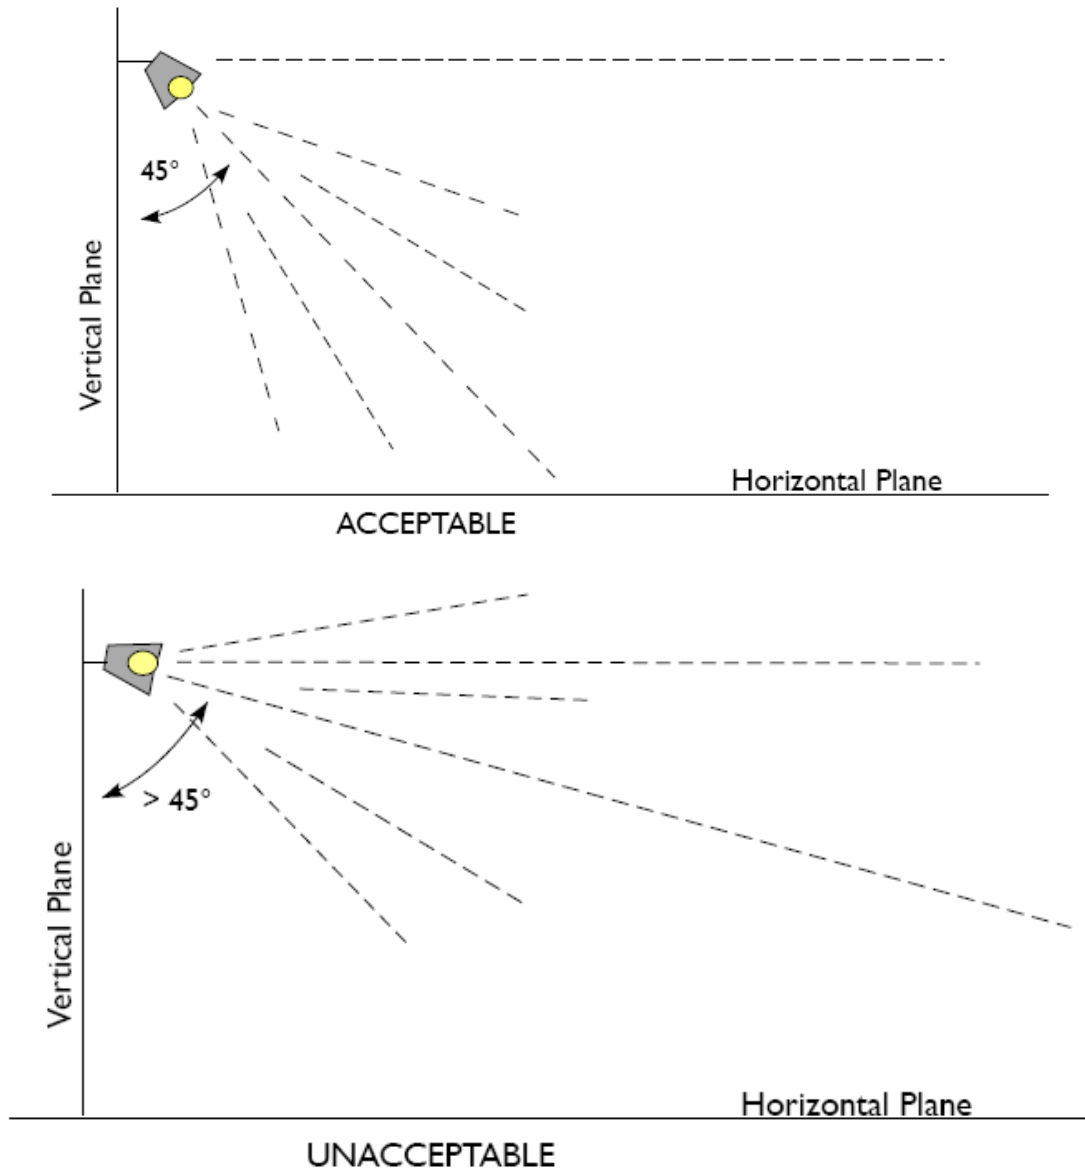 45°
Vertical Plane
Horizontal Plane
ACCEPTABLE
> 45°
Vertical Plane
Horizontal Plane
UNACCEPTABLE